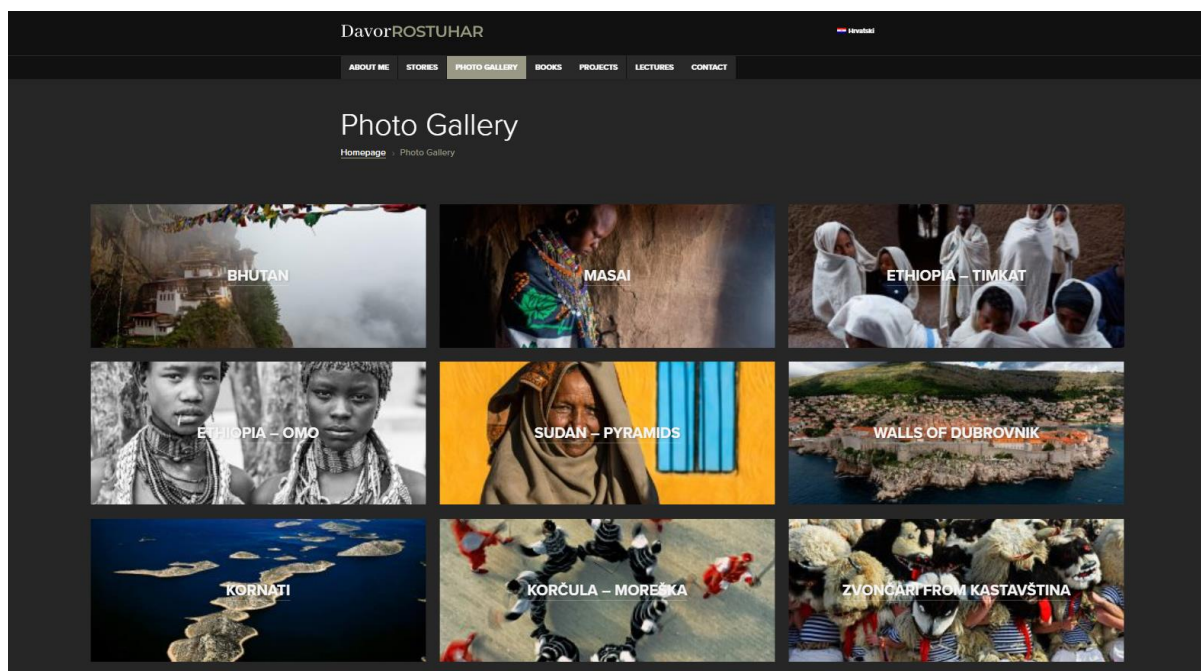 DavorROSTUHAR
Hrvatski
ABOUT ME STORIES PHOTO GALLERY BOOKS PROJECTS LECTURES CONTACT
Photo Gallery
Homepage › Photo Gallery
BHUTAN
MASAI
ETHIOPIA – TIMKAT
ETHIOPIA – OMO
SUDAN – PYRAMIDS
WALLS OF DUBROVNIK
KORNATI
KORČULA – MOREŠKA
ZVONČARI FROM KASTAVŠTINA